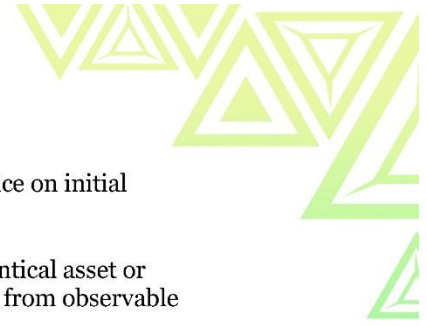 ce on initial
ntical asset or
from observable